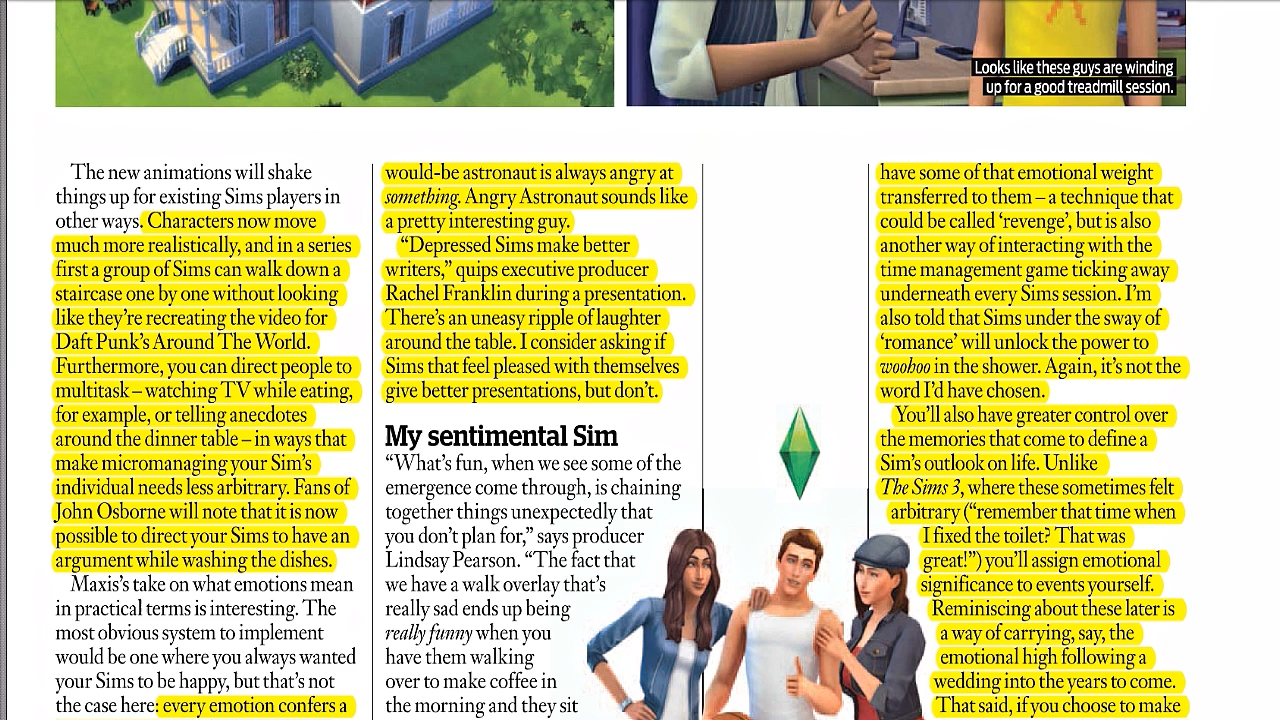 Looks like these guys are winding
up for a good treadmill session.
The new animations will shake
things up for existing Sims players in
other ways. Characters now move
much more realistically, and in a series
first a group of Sims can walk down a
staircase one by one without looking
like they’re recreating the video for
Daft Punk’s Around The World.
Furthermore, you can direct people to
multitask – watching TV while eating,
for example, or telling anecdotes
around the dinner table – in ways that
make micromanaging your Sim’s
individual needs less arbitrary. Fans of
John Osborne will note that it is now
possible to direct your Sims to have an
argument while washing the dishes.
Maxis’s take on what emotions mean
in practical terms is interesting. The
most obvious system to implement
would be one where you always wanted
your Sims to be happy, but that’s not
the case here: every emotion confers a
would-be astronaut is always angry at
something. Angry Astronaut sounds like
a pretty interesting guy.
“Depressed Sims make better
writers,” quips executive producer
Rachel Franklin during a presentation.
There’s an uneasy ripple of laughter
around the table. I consider asking if
Sims that feel pleased with themselves
give better presentations, but don’t.
My sentimental Sim
“What’s fun, when we see some of the
emergence come through, is chaining
together things unexpectedly that
you don’t plan for,” says producer
Lindsay Pearson. “The fact that
we have a walk overlay that’s
really sad ends up being
really funny when you
have them walking
over to make coffee in
the morning and they sit
have some of that emotional weight
transferred to them – a technique that
could be called ‘revenge’, but is also
another way of interacting with the
time management game ticking away
underneath every Sims session. I’m
also told that Sims under the sway of
‘romance’ will unlock the power to
woohoo in the shower. Again, it’s not the
word I’d have chosen.
You’ll also have greater control over
the memories that come to define a
Sim’s outlook on life. Unlike
The Sims 3, where these sometimes felt
arbitrary (“remember that time when
I fixed the toilet? That was
great!”) you’ll assign emotional
significance to events yourself.
Reminiscing about these later is
a way of carrying, say, the
emotional high following a
wedding into the years to come.
That said, if you choose to make